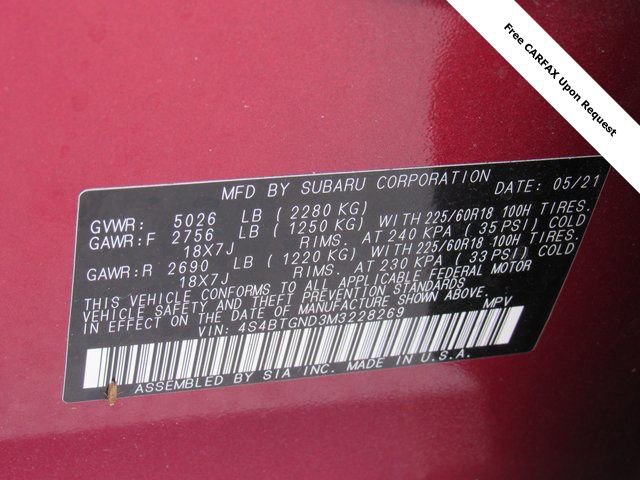 Free CARFAX Upon Request
MFD BY SUBARU CORPORATION DATE: 05/21
GVWR: 5026 LB (2280 KG)
GAWR:F 2756 LB (1250 KG) WITH 225/60R18 100H TIRES.
18X7J RIMS. AT 240 KPA (35 PSI) COLD
GAWR:R 2690 LB (1220 KG) WITH 225/60R18 100H TIRES.
18X7J RIMS. AT 230 KPA (33 PSI) COLD
THIS VEHICLE CONFORMS TO ALL APPLICABLE FEDERAL MOTOR
VEHICLE SAFETY AND THEFT PREVENTION STANDARDS
IN EFFECT ON THE DATE OF MANUFACTURE SHOWN ABOVE.
VIN: 4S4BTGND3M3228269 MPV
ASSEMBLED BY SIA INC. MADE IN U.S.A.